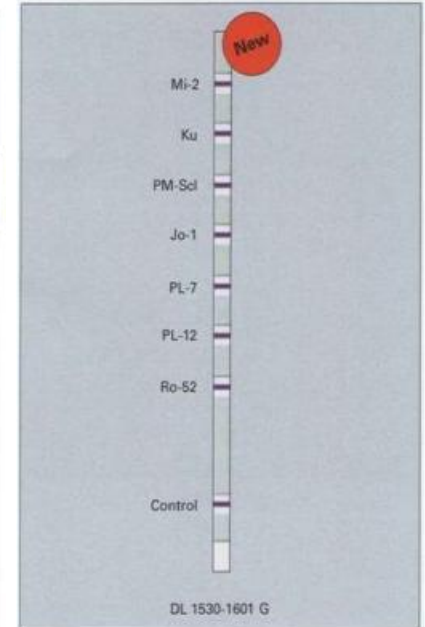 New
Mi-2
Ku
PM-Scl
Jo-1
PL-7
PL-12
Ro-52
Control
DL 1530-1601 G